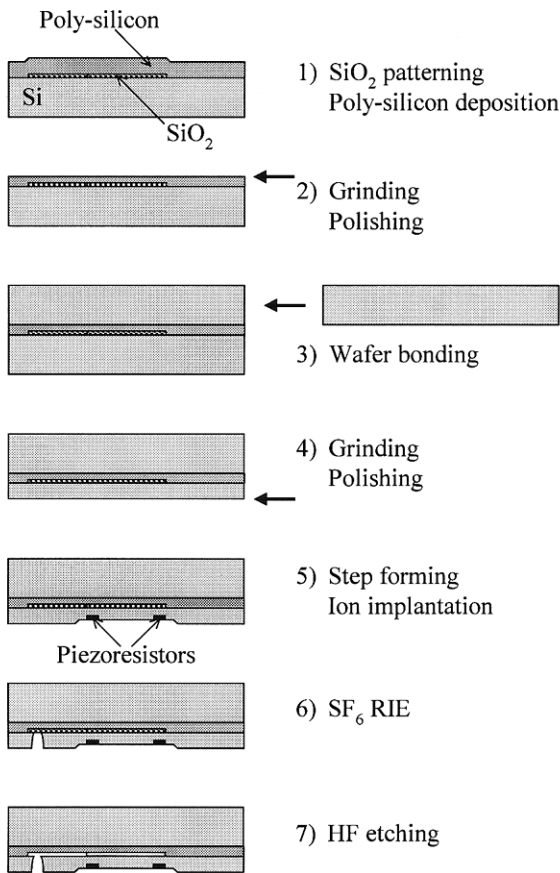 Poly-silicon
Si
SiO₂
1) SiO₂ patterning
Poly-silicon deposition
2) Grinding
Polishing
3) Wafer bonding
4) Grinding
Polishing
5) Step forming
Ion implantation
Piezoresistors
6) SF₆ RIE
7) HF etching